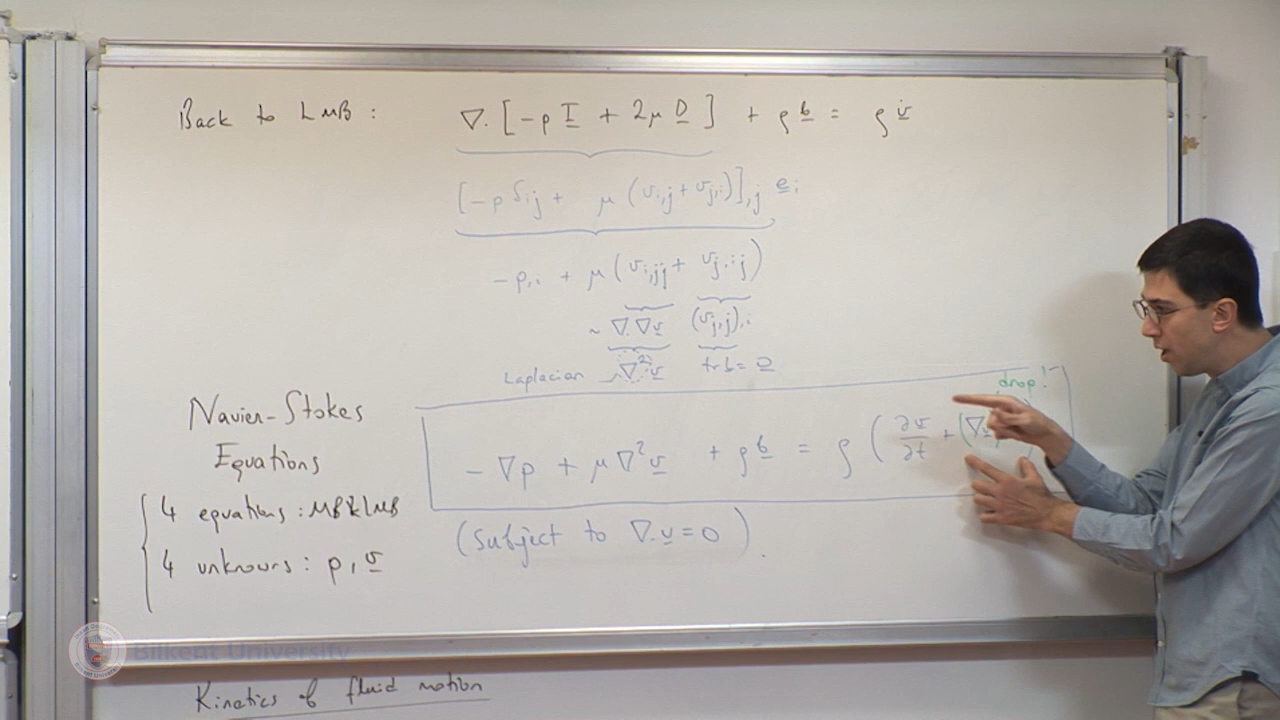 Back to LMB : ∇·[-p I + 2μ D] + ρ b = ρ v̇
[-p δij + μ (vi,j + vj,i)],j ei
-p,i + μ (vi,jj + vj,ij)
~ ∇·∇v (vj,j),i
Laplacian ∇²v tr D = 0
drop!
Navier-Stokes
Equations
-∇p + μ∇²v + ρ b = ρ (∂v/∂t + (∇v
{ 4 equations : MB & LMB
4 unknowns : p, v
(Subject to ∇·v = 0).
Bilkent University
Kinetics of fluid motion